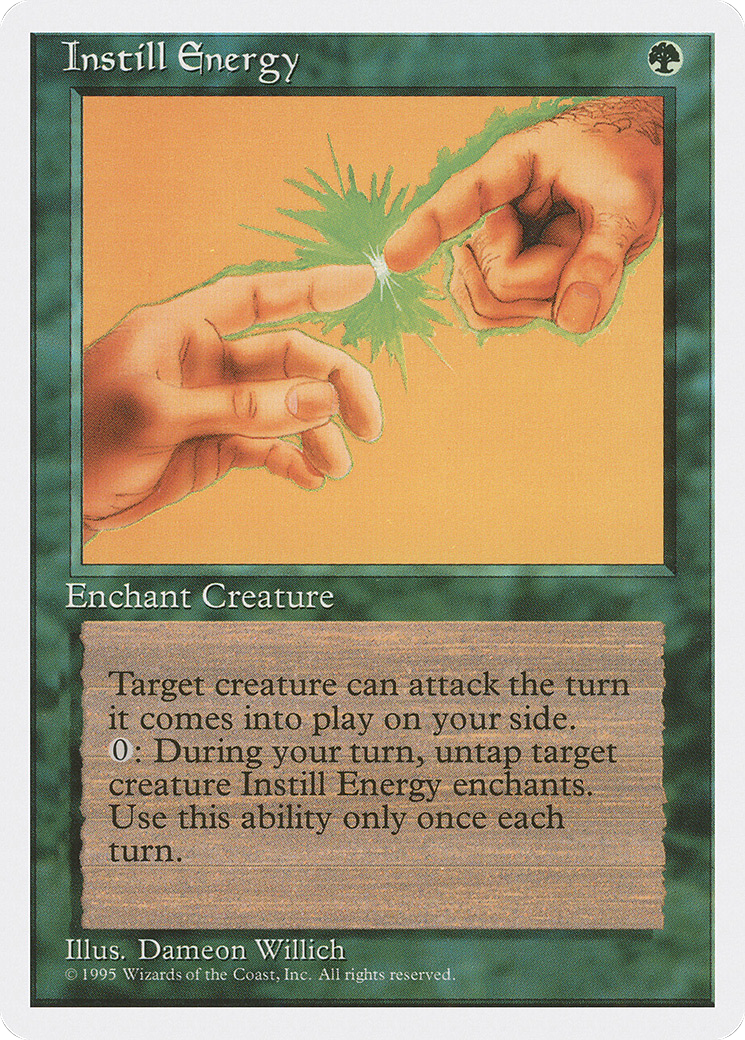 Instill Energy
Enchant Creature
Target creature can attack the turn
it comes into play on your side.
0: During your turn, untap target
creature Instill Energy enchants.
Use this ability only once each
turn.
Illus. Dameon Willich
© 1995 Wizards of the Coast, Inc. All rights reserved.